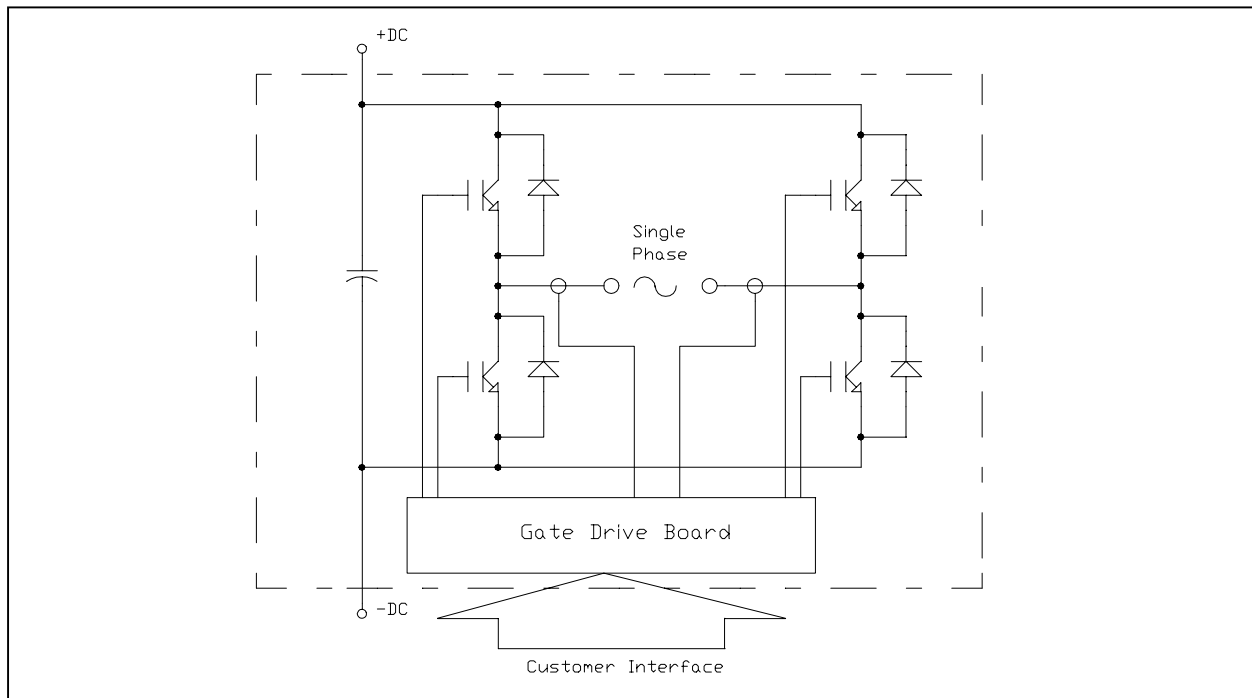 +DC
Single
Phase
Gate Drive Board
-DC
Customer Interface